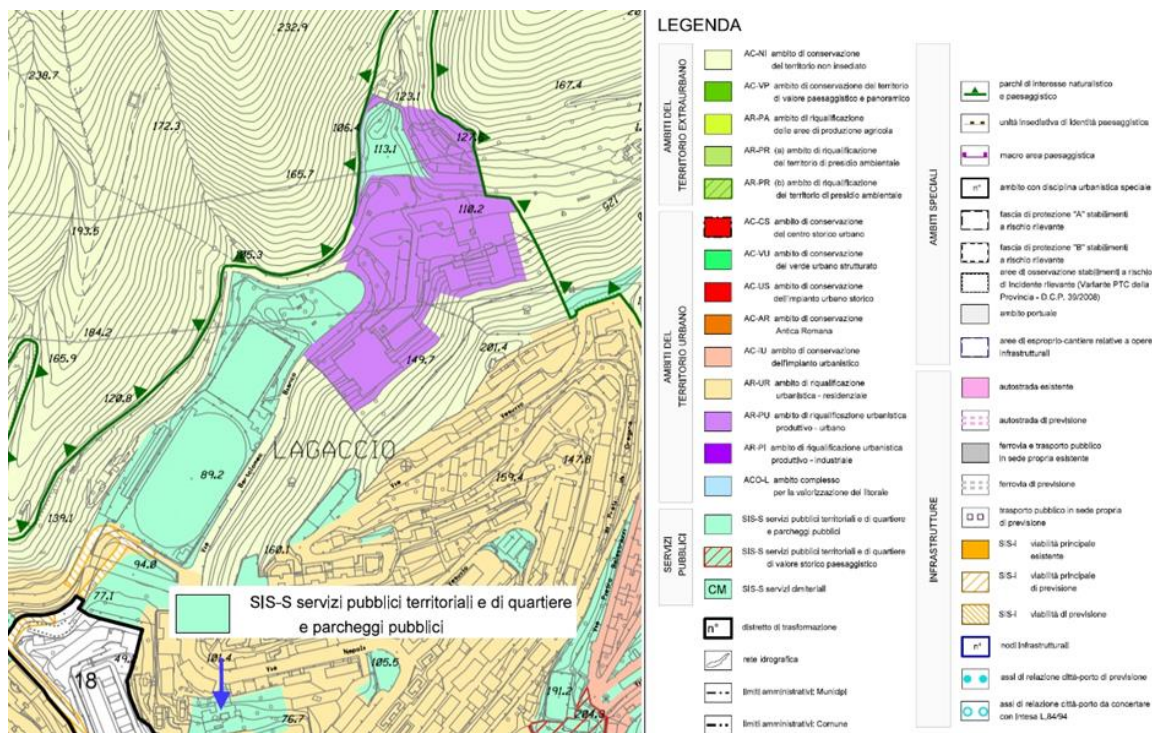 232.9
238.7
167.4
172.3
123.1
106.4
113.1
165.7
110.2
125
193.5
184.2
201.4
149.7
165.9
120.8
LAGACCIO
147.8
159.4
89.2
Via
139.1
160.1
94.0
77.1
SIS-S servizi pubblici territoriali e di quartiere
e parcheggi pubblici
101.4
Via Napoli
105.5
18
76.7
191.2
204.3
LEGENDA
AMBITI DEL
TERRITORIO EXTRAURBANO
AC-NI ambito di conservazione
del territorio non insediato
AC-VP ambito di conservazione del territorio
di valore paesaggistico e panoramico
AR-PA ambito di riqualificazione
delle aree di produzione agricola
AR-PR (a) ambito di riqualificazione
del territorio di presidio ambientale
AR-PR (b) ambito di riqualificazione
del territorio di presidio ambientale
AMBITI DEL
TERRITORIO URBANO
AC-CS ambito di conservazione
del centro storico urbano
AC-VU ambito di conservazione
del verde urbano strutturato
AC-US ambito di conservazione
dell'impianto urbano storico
AC-AR ambito di conservazione
Antica Romana
AC-IU ambito di conservazione
dell'impianto urbanistico
AR-UR ambito di riqualificazione
urbanistica - residenziale
AR-PU ambito di riqualificazione urbanistica
produttivo - urbano
AR-PI ambito di riqualificazione urbanistica
produttivo - industriale
ACO-L ambito complesso
per la valorizzazione del litorale
SERVIZI
PUBBLICI
SIS-S servizi pubblici territoriali e di quartiere
e parcheggi pubblici
SIS-S servizi pubblici territoriali e di quartiere
di valore storico paesaggistico
CM SIS-S servizi cimiteriali
n° distretto di trasformazione
rete idrografica
limiti amministrativi: Municipi
limiti amministrativi: Comune
AMBITI SPECIALI
parchi di interesse naturalistico
e paesaggistico
unità insediativa di identità paesaggistica
macro area paesaggistica
n° ambito con disciplina urbanistica speciale
fascia di protezione "A" stabilimenti
a rischio rilevante
fascia di protezione "B" stabilimenti
a rischio rilevante
aree di osservazione stabilimenti a rischio
di incidente rilevante (Variante PTC della
Provincia - D.C.P. 39/2008)
ambito portuale
aree di esproprio-cantiere relative a opere
infrastrutturali
INFRASTRUTTURE
autostrada esistente
autostrada di previsione
ferrovia e trasporto pubblico
in sede propria esistente
ferrovia di previsione
trasporto pubblico in sede propria
di previsione
SIS-I viabilità principale
esistente
SIS-I viabilità principale
di previsione
SIS-I viabilità di previsione
n° nodi infrastrutturali
assi di relazione città-porto di previsione
assi di relazione città-porto da concertare
con intesa L.84/94